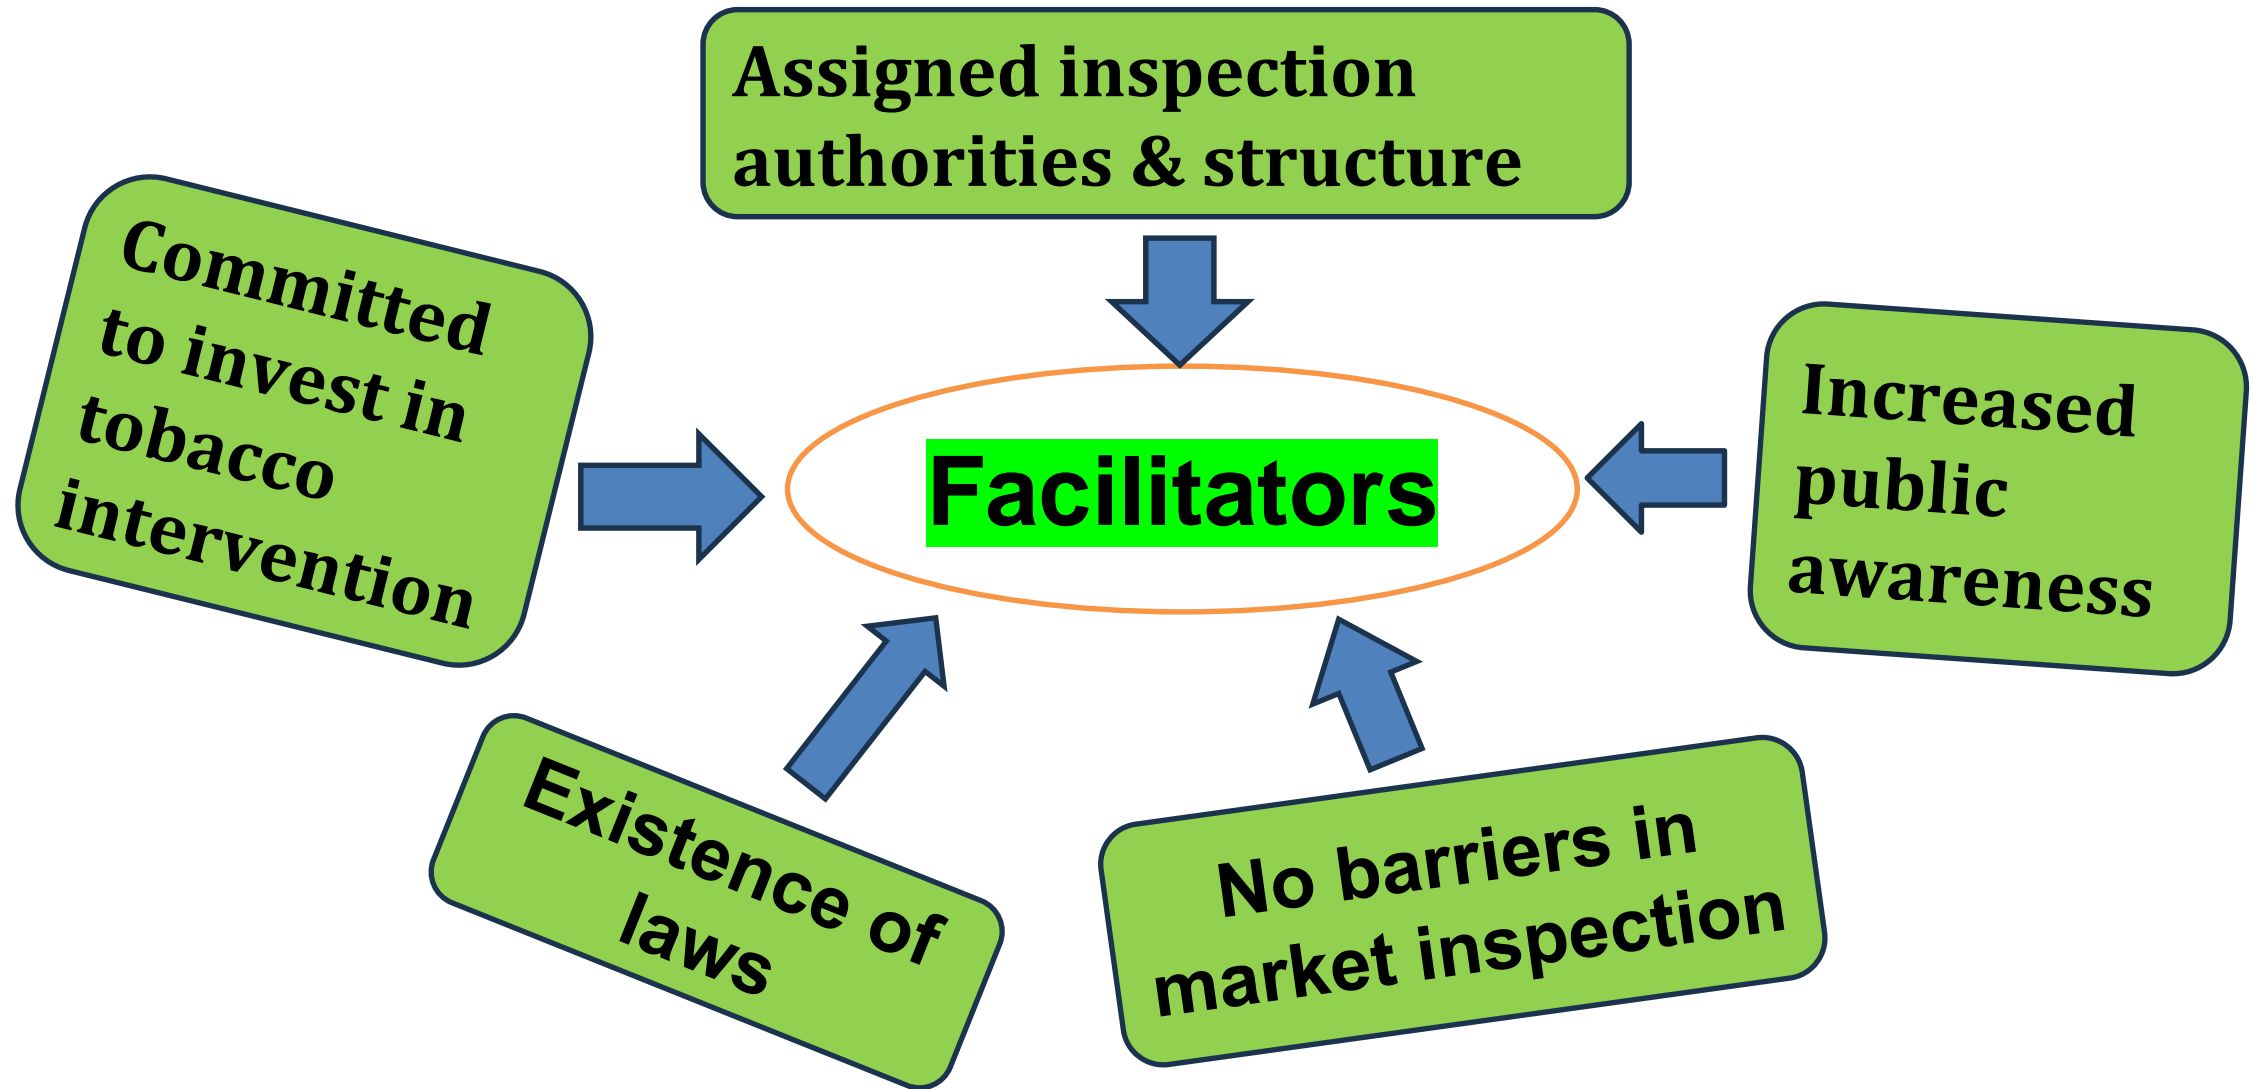 Assigned inspection
authorities & structure
Committed
to invest in
tobacco
intervention
Facilitators
Increased
public
awareness
Existence of
laws
No barriers in
market inspection